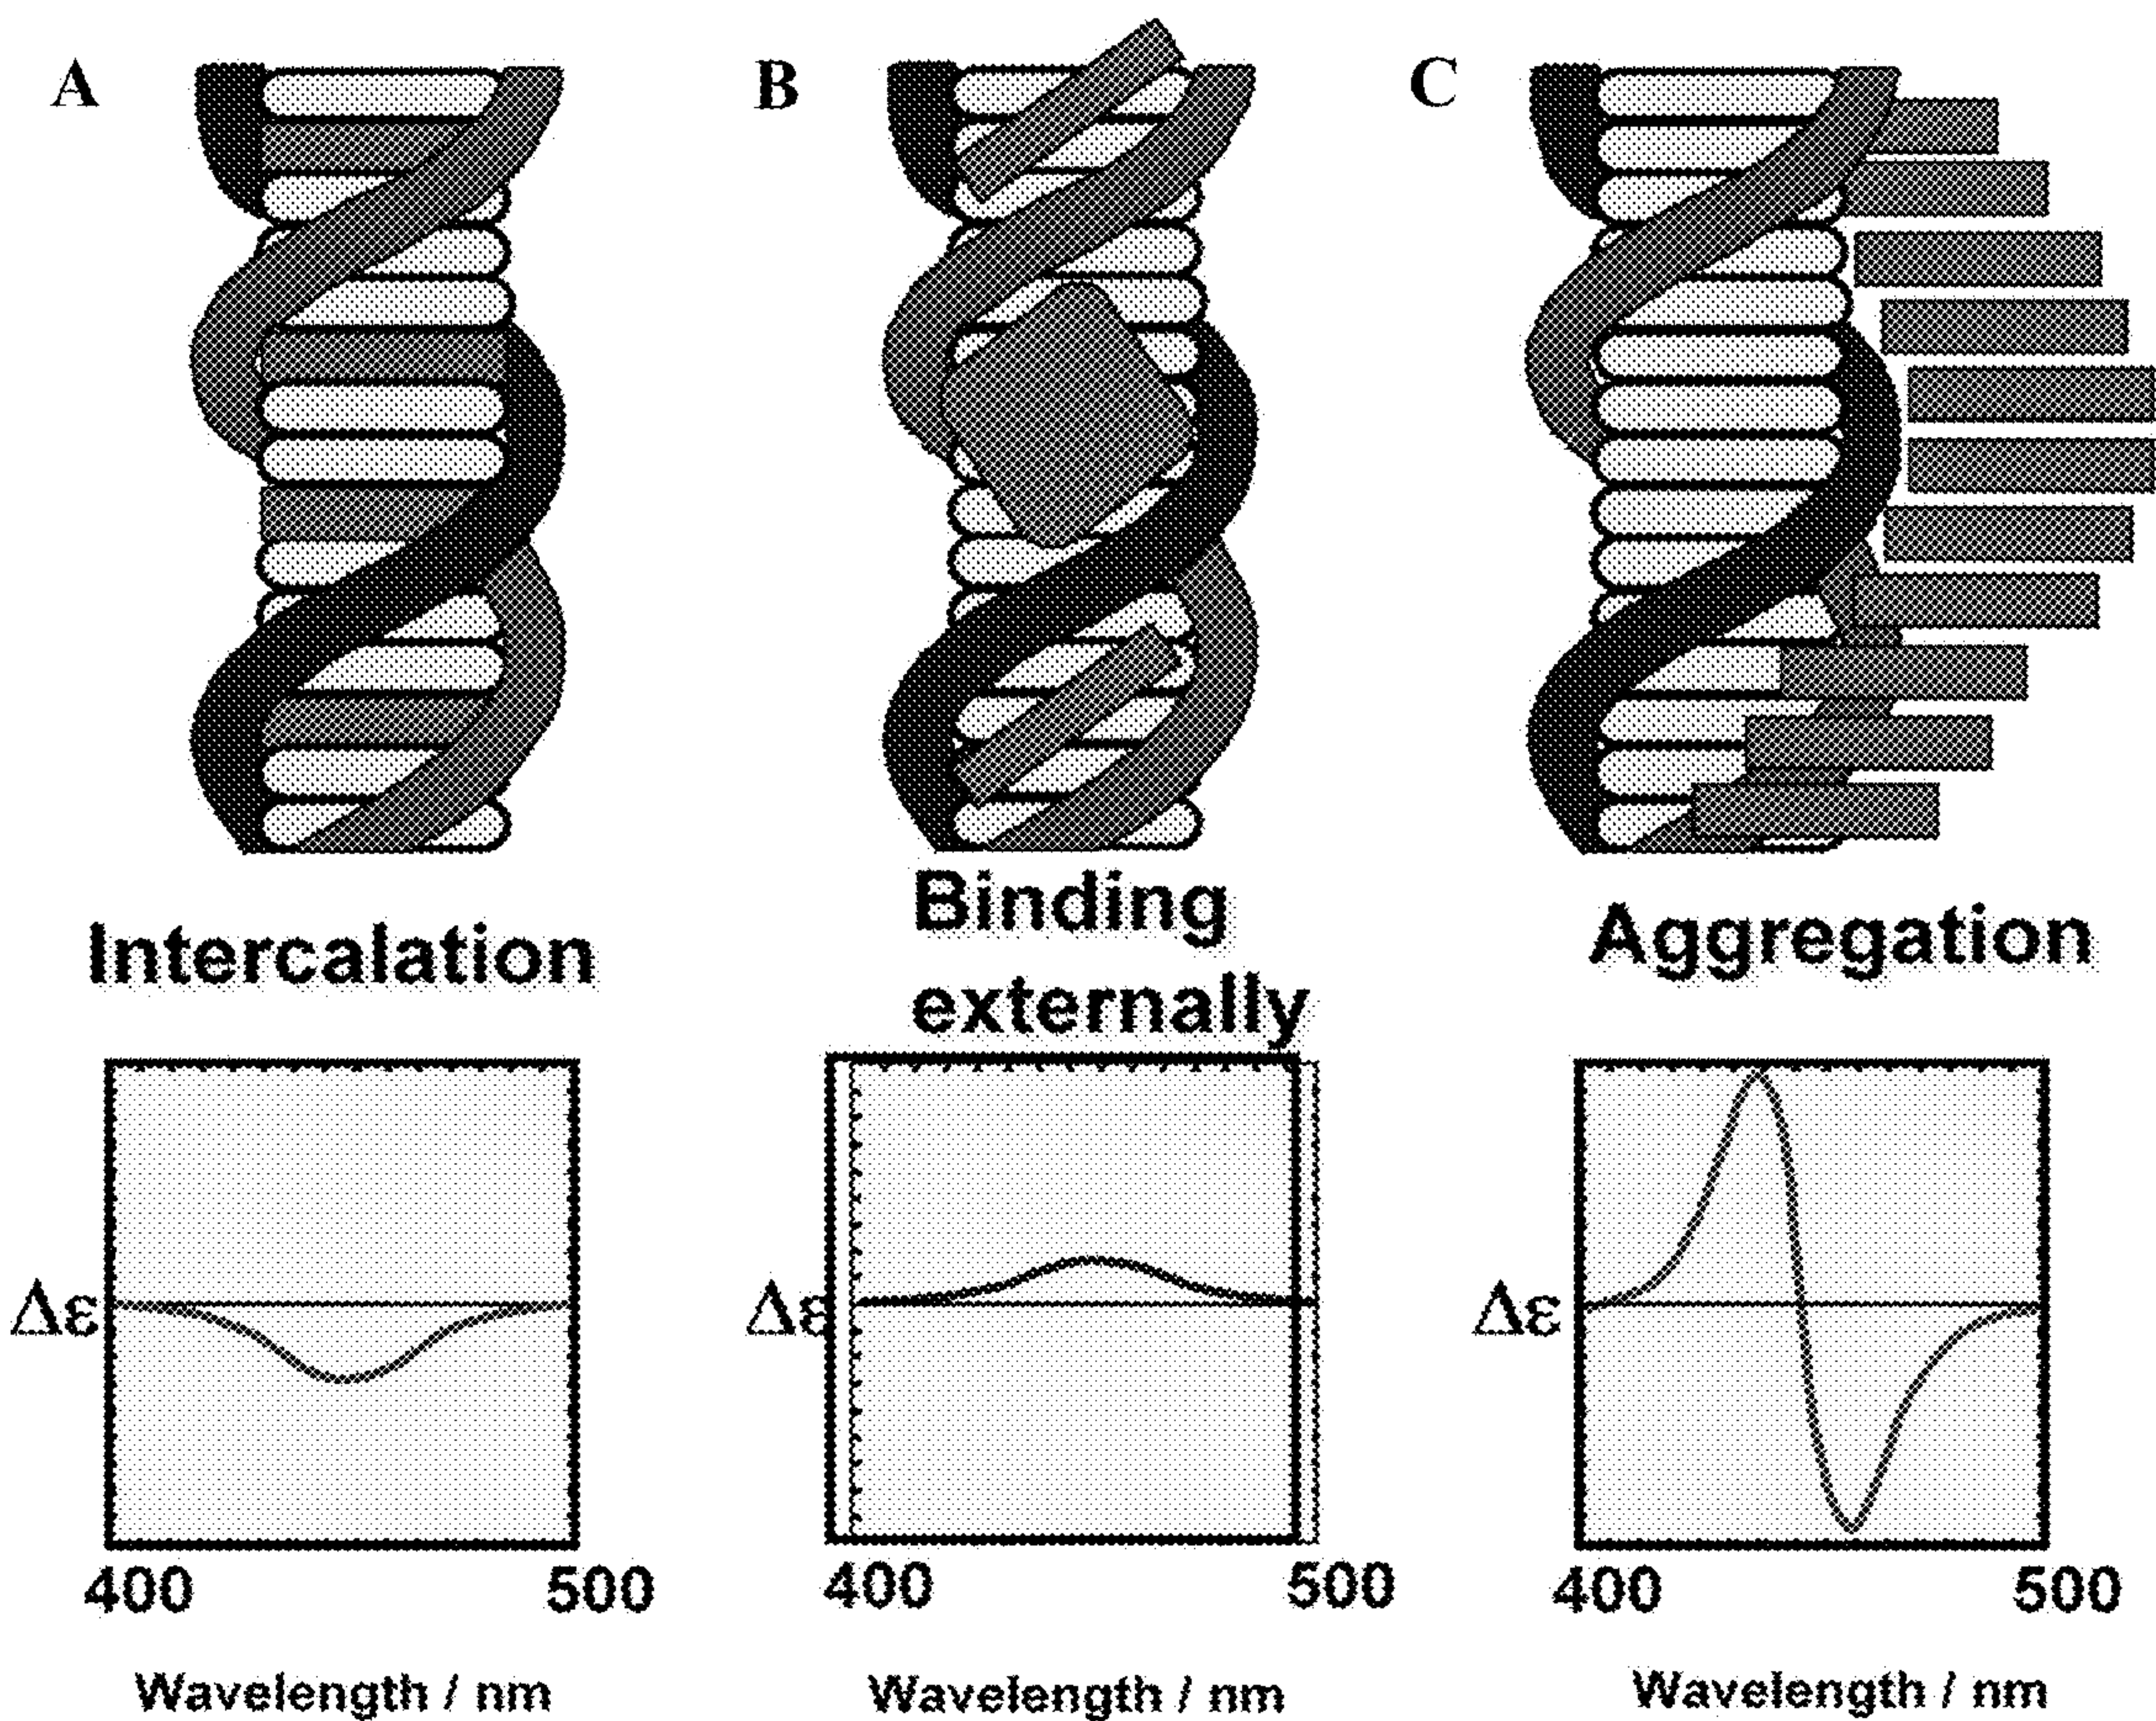 A
B
C
Intercalation
Binding
externally
Aggregation
Δε
Δε
Δε
400
500
400
500
400
500
Wavelength / nm
Wavelength / nm
Wavelength / nm